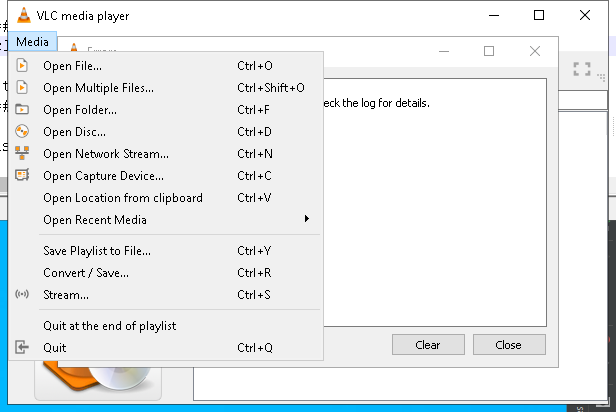 VLC media player
Media
Open File... Ctrl+O
Open Multiple Files... Ctrl+Shift+O
Open Folder... Ctrl+F
Open Disc... Ctrl+D
Open Network Stream... Ctrl+N
Open Capture Device... Ctrl+C
Open Location from clipboard Ctrl+V
Open Recent Media
Save Playlist to File... Ctrl+Y
Convert / Save... Ctrl+R
Stream... Ctrl+S
Quit at the end of playlist
Quit Ctrl+Q
eck the log for details.
Clear Close